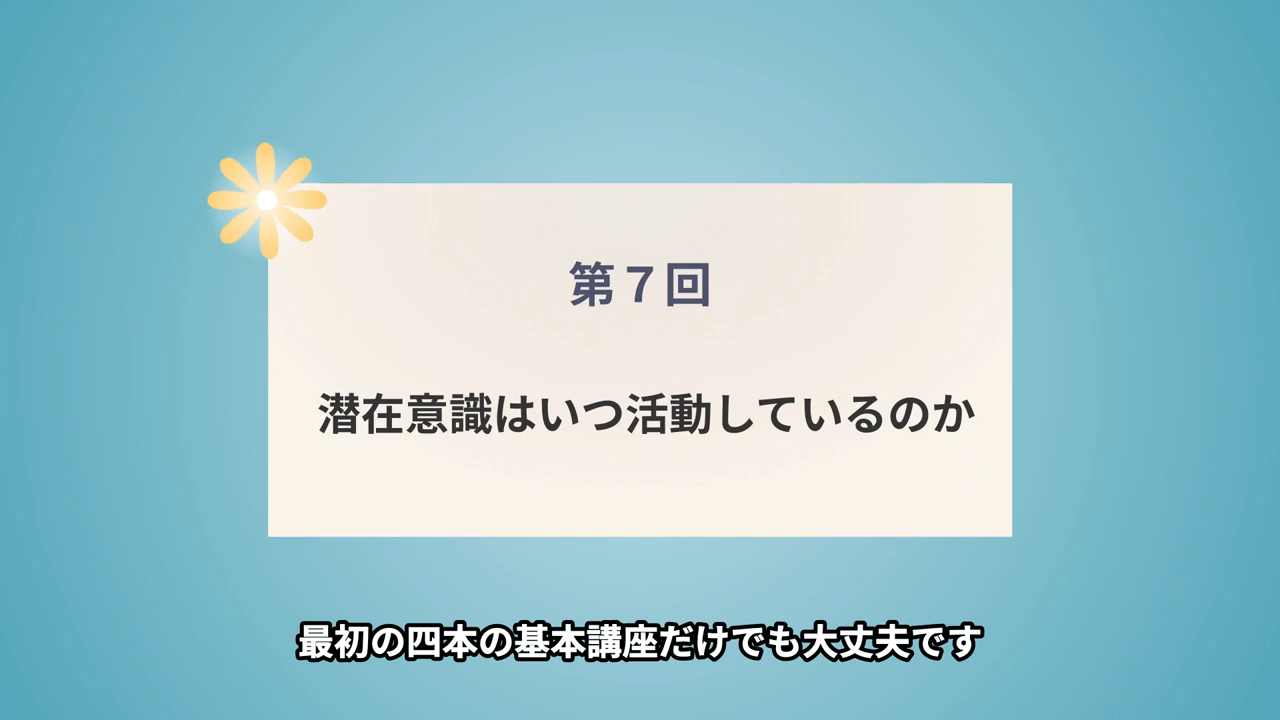 第7回
潜在意識はいつ活動しているのか
最初の四本の基本講座だけでも大丈夫です